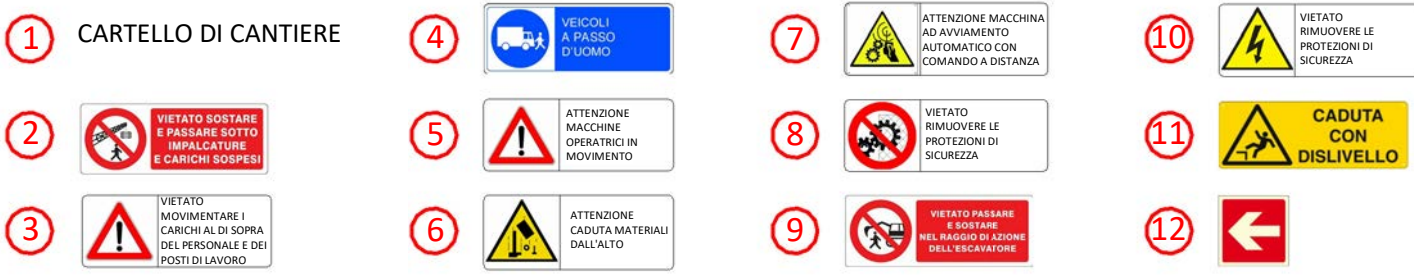 1
CARTELLO DI CANTIERE
2
VIETATO SOSTARE
E PASSARE SOTTO
IMPALCATURE
E CARICHI SOSPESI
3
VIETATO
MOVIMENTARE I
CARICHI AL DI SOPRA
DEL PERSONALE E DEI
POSTI DI LAVORO
4
VEICOLI
A PASSO
D'UOMO
5
ATTENZIONE
MACCHINE
OPERATRICI IN
MOVIMENTO
6
ATTENZIONE
CADUTA MATERIALI
DALL'ALTO
7
ATTENZIONE MACCHINA
AD AVVIAMENTO
AUTOMATICO CON
COMANDO A DISTANZA
8
VIETATO
RIMUOVERE LE
PROTEZIONI DI
SICUREZZA
9
VIETATO PASSARE
E SOSTARE
NEL RAGGIO DI AZIONE
DELL'ESCAVATORE
10
VIETATO
RIMUOVERE LE
PROTEZIONI DI
SICUREZZA
11
CADUTA
CON
DISLIVELLO
12